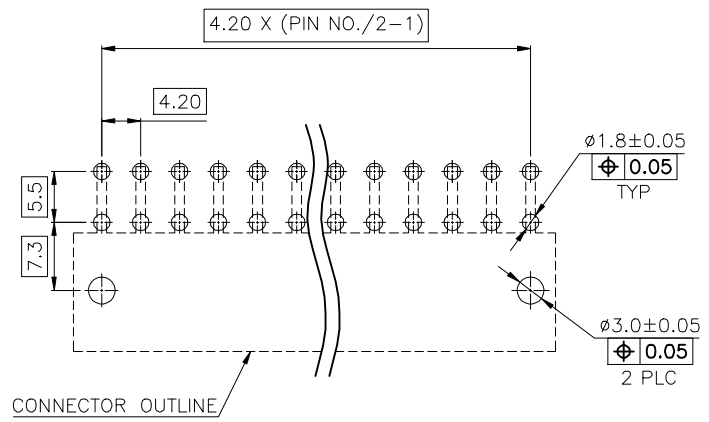 4.20 X (PIN NO./2-1)
4.20
ø1.8±0.05
⌖ 0.05
TYP
5.5
7.3
ø3.0±0.05
⌖ 0.05
2 PLC
CONNECTOR OUTLINE